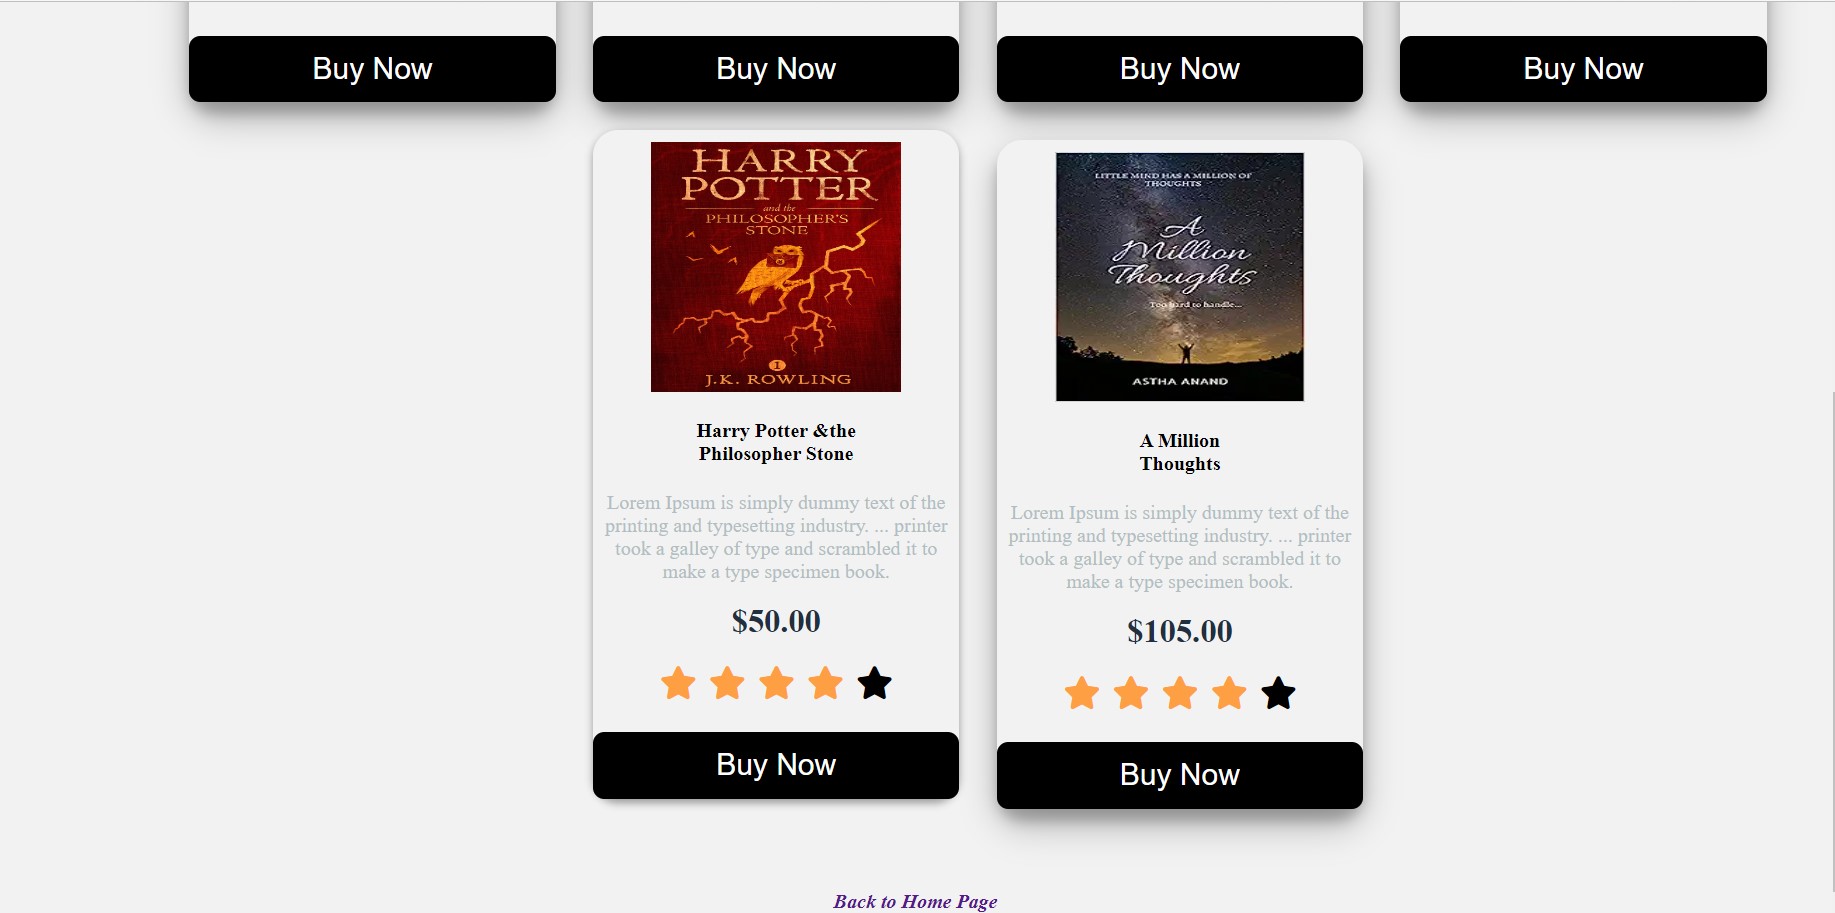 Buy Now
Buy Now
Buy Now
Buy Now
HARRY
POTTER
and the
PHILOSOPHER'S
STONE
1
J.K. ROWLING
Harry Potter &the
Philosopher Stone
Lorem Ipsum is simply dummy text of the
printing and typesetting industry. ... printer
took a galley of type and scrambled it to
make a type specimen book.
$50.00
Buy Now
LITTLE MIND HAS A MILLION OF
THOUGHTS
A
Million
Thoughts
Too hard to handle...
ASTHA ANAND
A Million
Thoughts
Lorem Ipsum is simply dummy text of the
printing and typesetting industry. ... printer
took a galley of type and scrambled it to
make a type specimen book.
$105.00
Buy Now
Back to Home Page